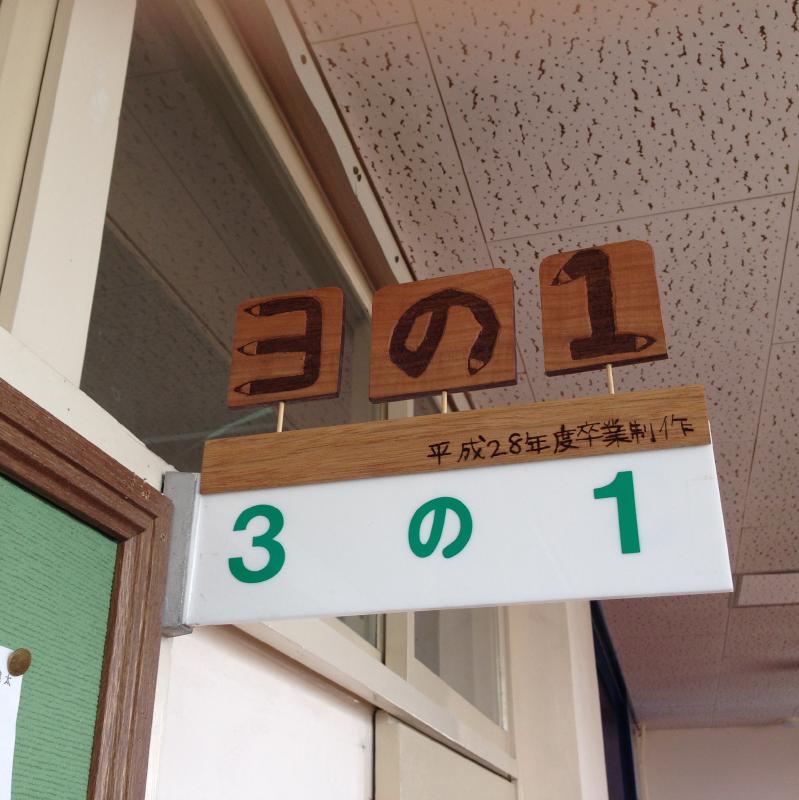 3の1
平成28年度卒業制作
3 の 1